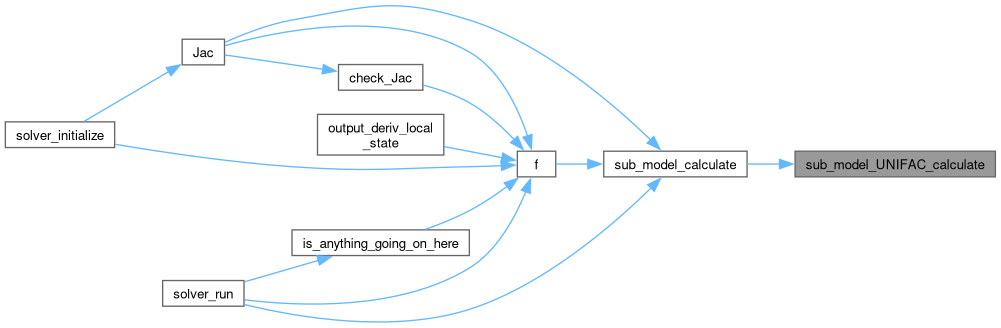 Jac
check_Jac
solver_initialize
output_deriv_local
_state
f
sub_model_calculate
sub_model_UNIFAC_calculate
is_anything_going_on_here
solver_run